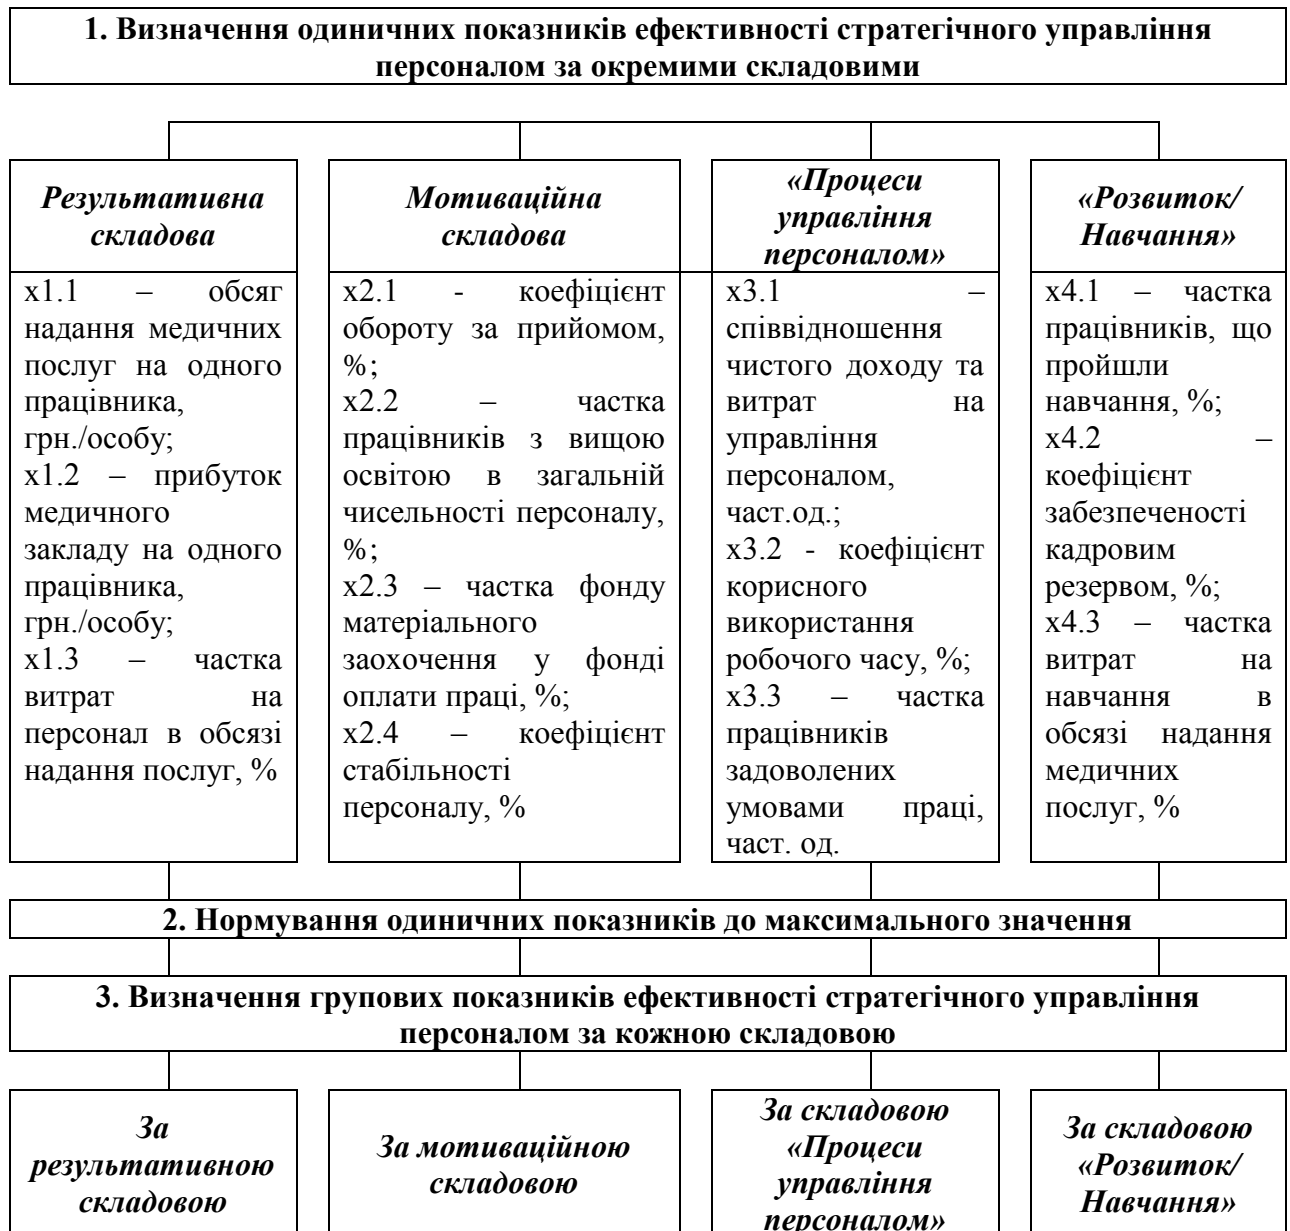 1. Визначення одиничних показників ефективності стратегічного управління
персоналом за окремими складовими
Результативна
складова
Мотиваційна
складова
«Процеси
управління
персоналом»
«Розвиток/
Навчання»
х1.1 – обсяг
надання медичних
послуг на одного
працівника,
грн./особу;
х1.2 – прибуток
медичного
закладу на одного
працівника,
грн./особу;
х1.3 – частка
витрат на
персонал в обсязі
надання послуг, %
х2.1 - коефіцієнт
обороту за прийомом,
%;
х2.2 – частка
працівників з вищою
освітою в загальній
чисельності персоналу,
%;
х2.3 – частка фонду
матеріального
заохочення у фонді
оплати праці, %;
х2.4 – коефіцієнт
стабільності
персоналу, %
х3.1 –
співвідношення
чистого доходу та
витрат на
управління
персоналом,
част.од.;
х3.2 - коефіцієнт
корисного
використання
робочого часу, %;
х3.3 – частка
працівників
задоволених
умовами праці,
част. од.
х4.1 – частка
працівників, що
пройшли
навчання, %;
х4.2 –
коефіцієнт
забезпеченості
кадровим
резервом, %;
х4.3 – частка
витрат на
навчання в
обсязі надання
медичних
послуг, %
2. Нормування одиничних показників до максимального значення
3. Визначення групових показників ефективності стратегічного управління
персоналом за кожною складовою
За
результативною
складовою
За мотиваційною
складовою
За складовою
«Процеси
управління
персоналом»
За складовою
«Розвиток/
Навчання»